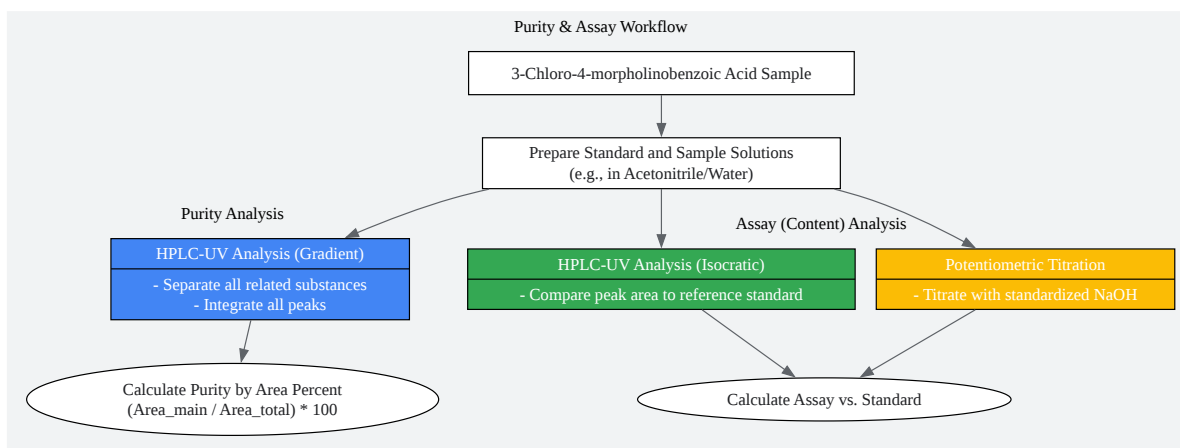 Purity & Assay Workflow
3-Chloro-4-morpholinobenzoic Acid Sample
Prepare Standard and Sample Solutions
(e.g., in Acetonitrile/Water)
Purity Analysis
Assay (Content) Analysis
HPLC-UV Analysis (Gradient)
- Separate all related substances
- Integrate all peaks
HPLC-UV Analysis (Isocratic)
- Compare peak area to reference standard
Potentiometric Titration
- Titrate with standardized NaOH
Calculate Purity by Area Percent
(Area_main / Area_total) * 100
Calculate Assay vs. Standard